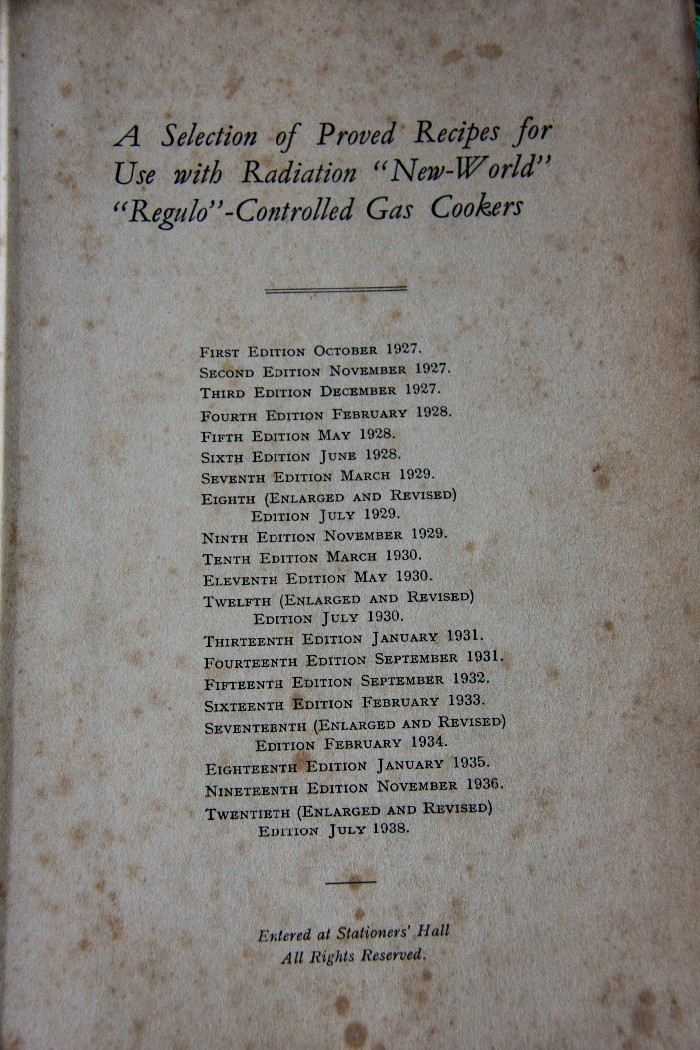 A Selection of Proved Recipes for
Use with Radiation “New-World”
“Regulo”-Controlled Gas Cookers
First Edition October 1927.
Second Edition November 1927.
Third Edition December 1927.
Fourth Edition February 1928.
Fifth Edition May 1928.
Sixth Edition June 1928.
Seventh Edition March 1929.
Eighth (Enlarged and Revised)
Edition July 1929.
Ninth Edition November 1929.
Tenth Edition March 1930.
Eleventh Edition May 1930.
Twelfth (Enlarged and Revised)
Edition July 1930.
Thirteenth Edition January 1931.
Fourteenth Edition September 1931.
Fifteenth Edition September 1932.
Sixteenth Edition February 1933.
Seventeenth (Enlarged and Revised)
Edition February 1934.
Eighteenth Edition January 1935.
Nineteenth Edition November 1936.
Twentieth (Enlarged and Revised)
Edition July 1938.
Entered at Stationers' Hall
All Rights Reserved.